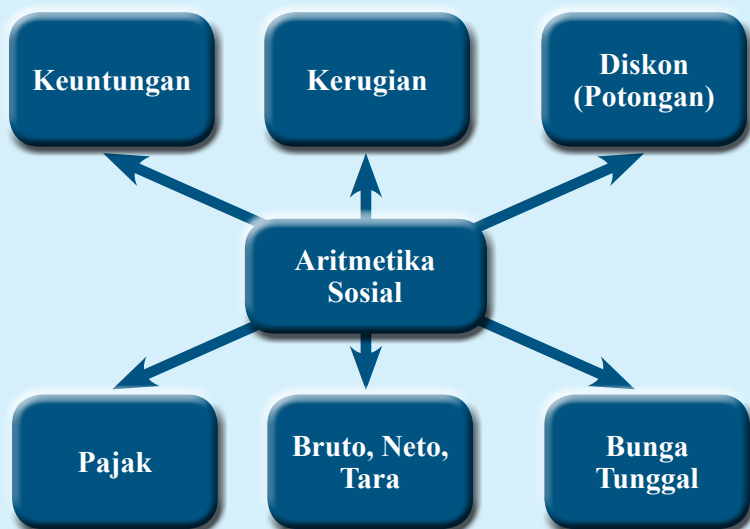 Keuntungan
Kerugian
Diskon
(Potongan)
Aritmetika
Sosial
Pajak
Bruto, Neto,
Tara
Bunga
Tunggal